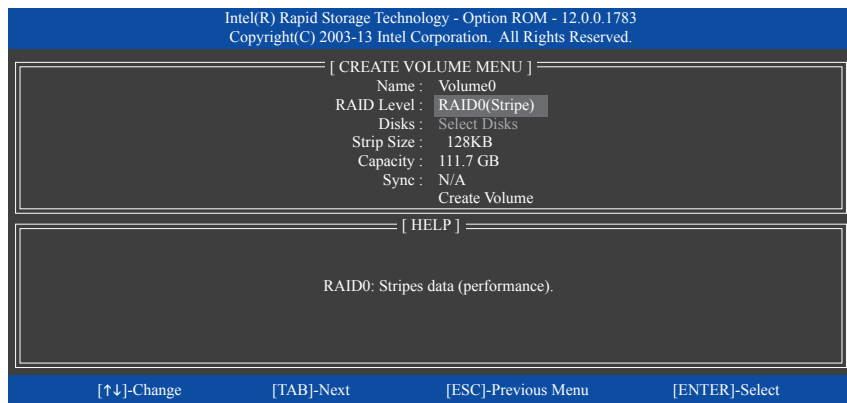 Intel(R) Rapid Storage Technology - Option ROM - 12.0.0.1783
Copyright(C) 2003-13 Intel Corporation. All Rights Reserved.
[ CREATE VOLUME MENU ]
Name : Volume0
RAID Level : RAID0(Stripe)
Disks : Select Disks
Strip Size : 128KB
Capacity : 111.7 GB
Sync : N/A
Create Volume
[ HELP ]
RAID0: Stripes data (performance).
[↑↓]-Change [TAB]-Next [ESC]-Previous Menu [ENTER]-Select